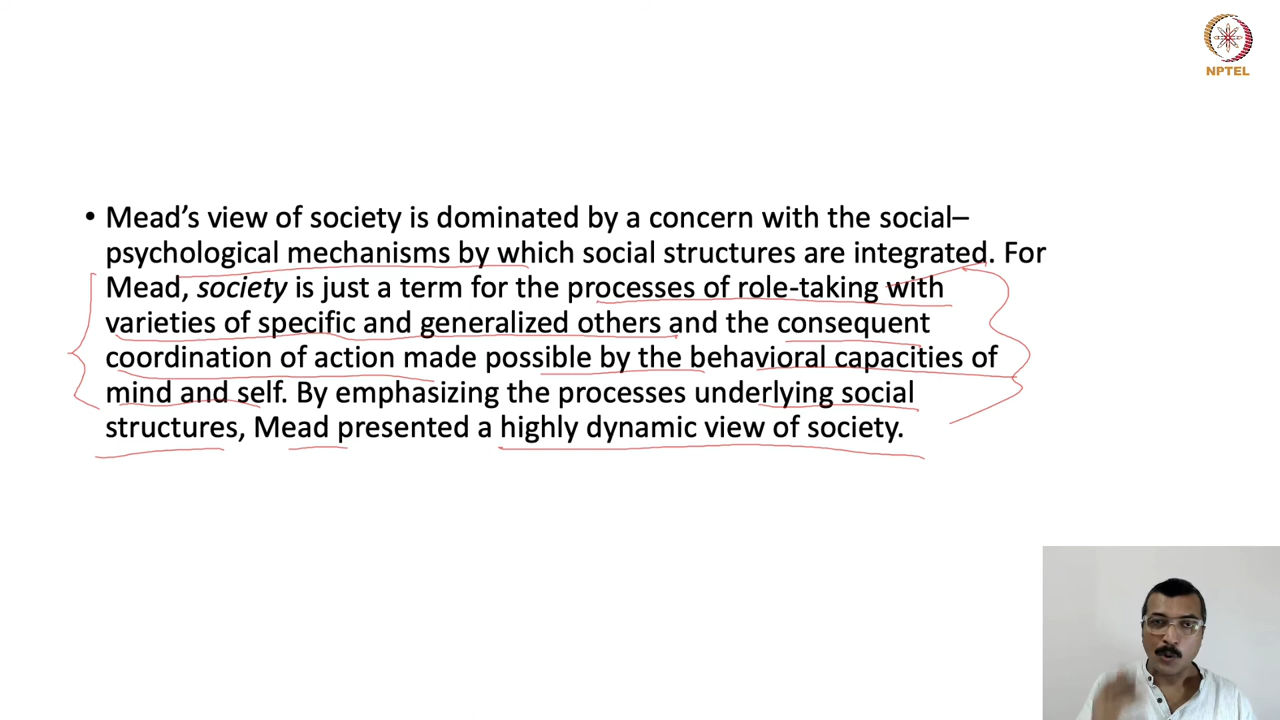 NPTEL
• Mead’s view of society is dominated by a concern with the social–
psychological mechanisms by which social structures are integrated. For
Mead, society is just a term for the processes of role-taking with
varieties of specific and generalized others and the consequent
coordination of action made possible by the behavioral capacities of
mind and self. By emphasizing the processes underlying social
structures, Mead presented a highly dynamic view of society.